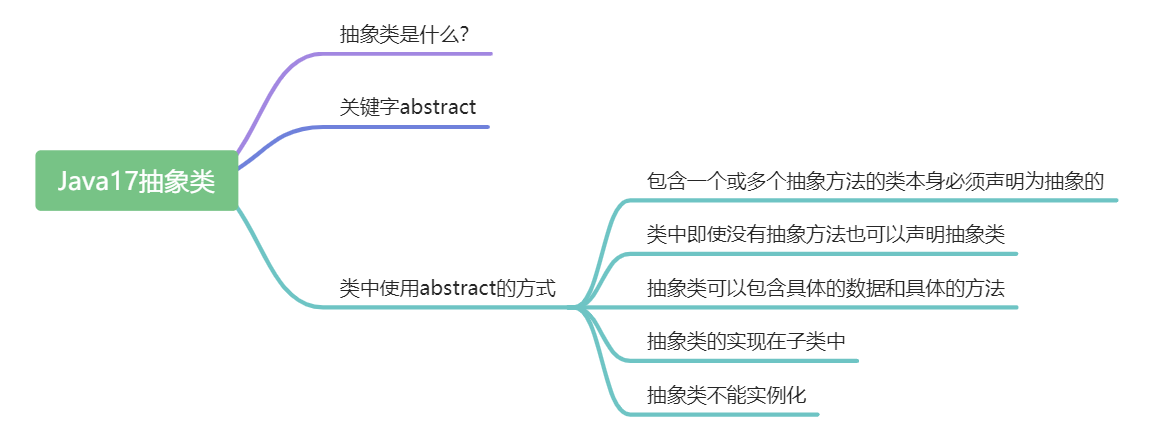 抽象类是什么?
关键字abstract
Java17抽象类
包含一个或多个抽象方法的类本身必须声明为抽象的
类中即使没有抽象方法也可以声明抽象类
类中使用abstract的方式
抽象类可以包含具体的数据和具体的方法
抽象类的实现在子类中
抽象类不能实例化